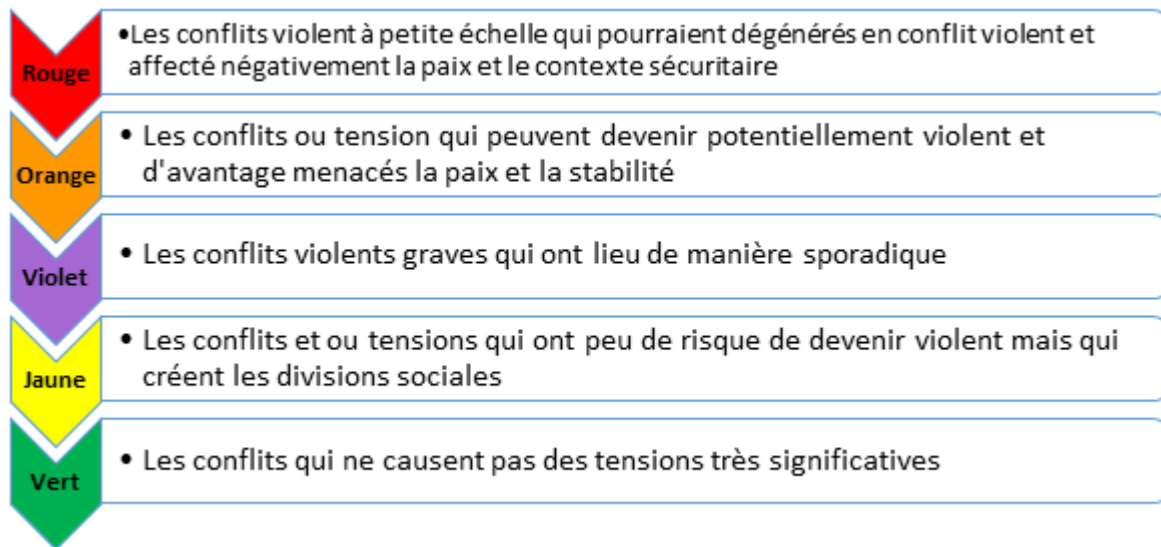 •Les conflits violent à petite échelle qui pourraient dégénérés en conflit violent et
affecté négativement la paix et le contexte sécuritaire
Rouge
• Les conflits ou tension qui peuvent devenir potentiellement violent et
d'avantage menacés la paix et la stabilité
Orange
• Les conflits violents graves qui ont lieu de manière sporadique
Violet
• Les conflits et ou tensions qui ont peu de risque de devenir violent mais qui
créent les divisions sociales
Jaune
• Les conflits qui ne causent pas des tensions très significatives
Vert